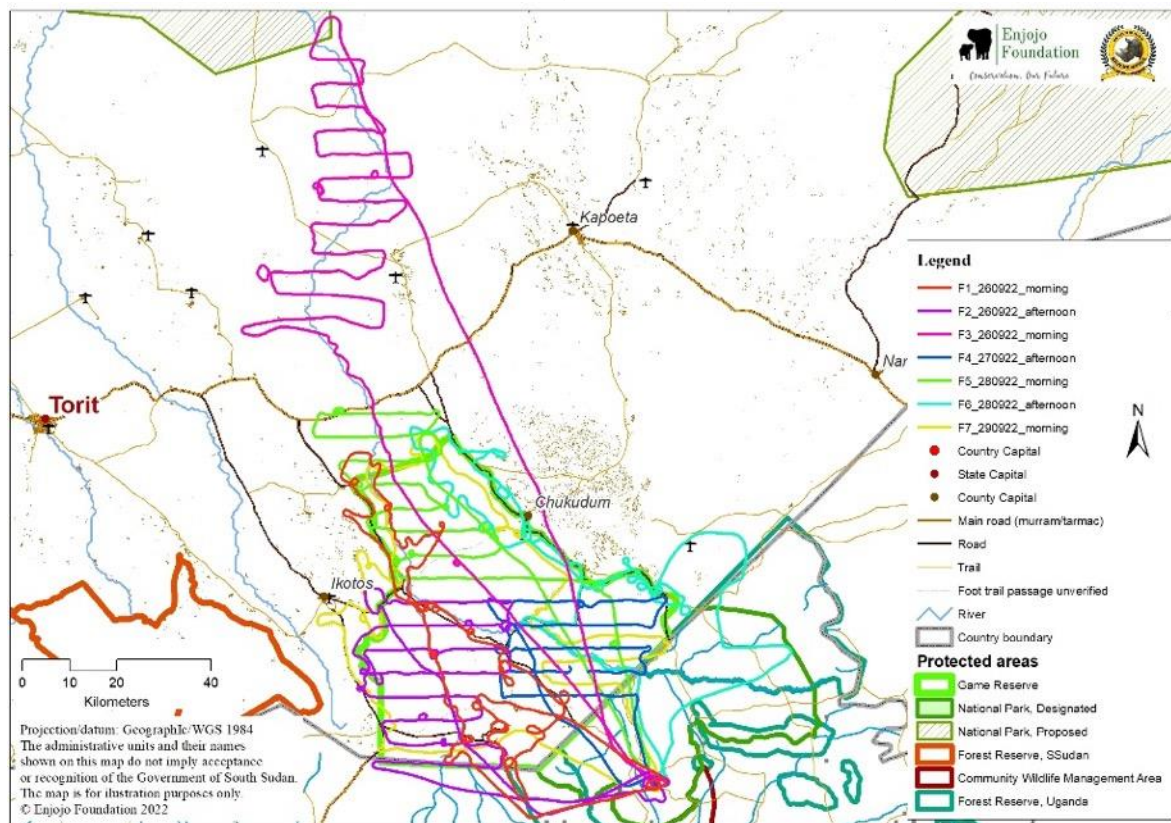 Enjojo
Foundation
Conservation, Our Future
Kapoeta
Nar
Torit
Chukudum
Ikotos
Legend
F1_260922_morning
F2_260922_afternoon
F3_260922_morning
F4_270922_afternoon
F5_280922_morning
F6_280922_afternoon
F7_290922_morning
Country Capital
State Capital
County Capital
Main road (murram/tarmac)
Road
Trail
Foot trail passage unverified
River
Country boundary
Protected areas
Game Reserve
National Park, Designated
National Park, Proposed
Forest Reserve, SSudan
Community Wildlife Management Area
Forest Reserve, Uganda
N
0 5 10 20 40
Kilometers
Projection/datum: Geographic/WGS 1984
The administrative units and their names
shown on this map do not imply acceptance
or recognition of the Government of South Sudan.
The map is for ilustration purposes only.
© Enjojo Foundation 2022